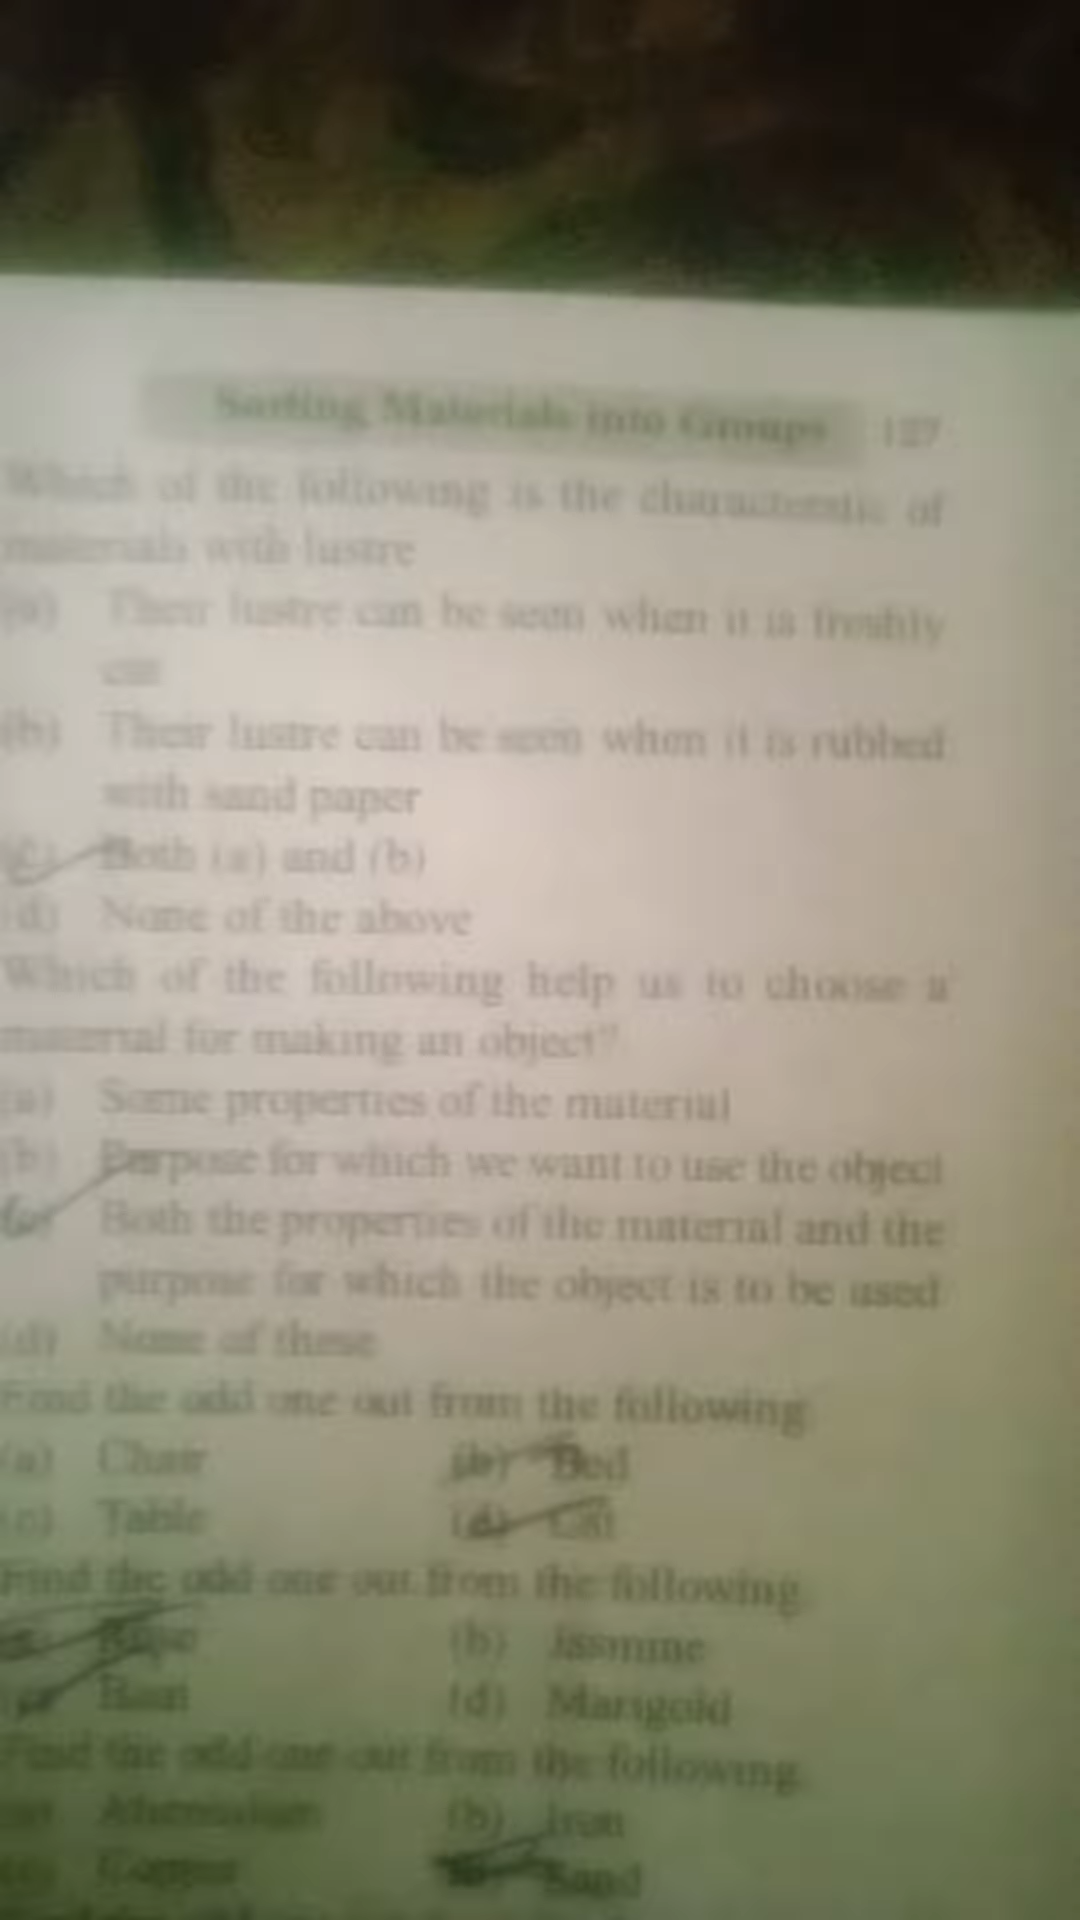 Sorting Materials into Groups 127
Which of the following is the characteristic of
materials with lustre
(a) Their lustre can be seen when it is freshly
cut
(b) Their lustre can be seen when it is rubbed
with sand paper
(c) Both (a) and (b)
(d) None of the above
Which of the following help us to choose a
material for making an object?
(a) Some properties of the material
(b) Purpose for which we want to use the object
(c) Both the properties of the material and the
purpose for which the object is to be used
(d) None of these
Find the odd one out from the following
(a) Chair (b) Bed
(c) Table (d)
Find the odd one out from the following
Rose (b) Jasmine
(d) Marigold
Find the odd one out from the following
Aluminium (b) Iron
Copper Sand